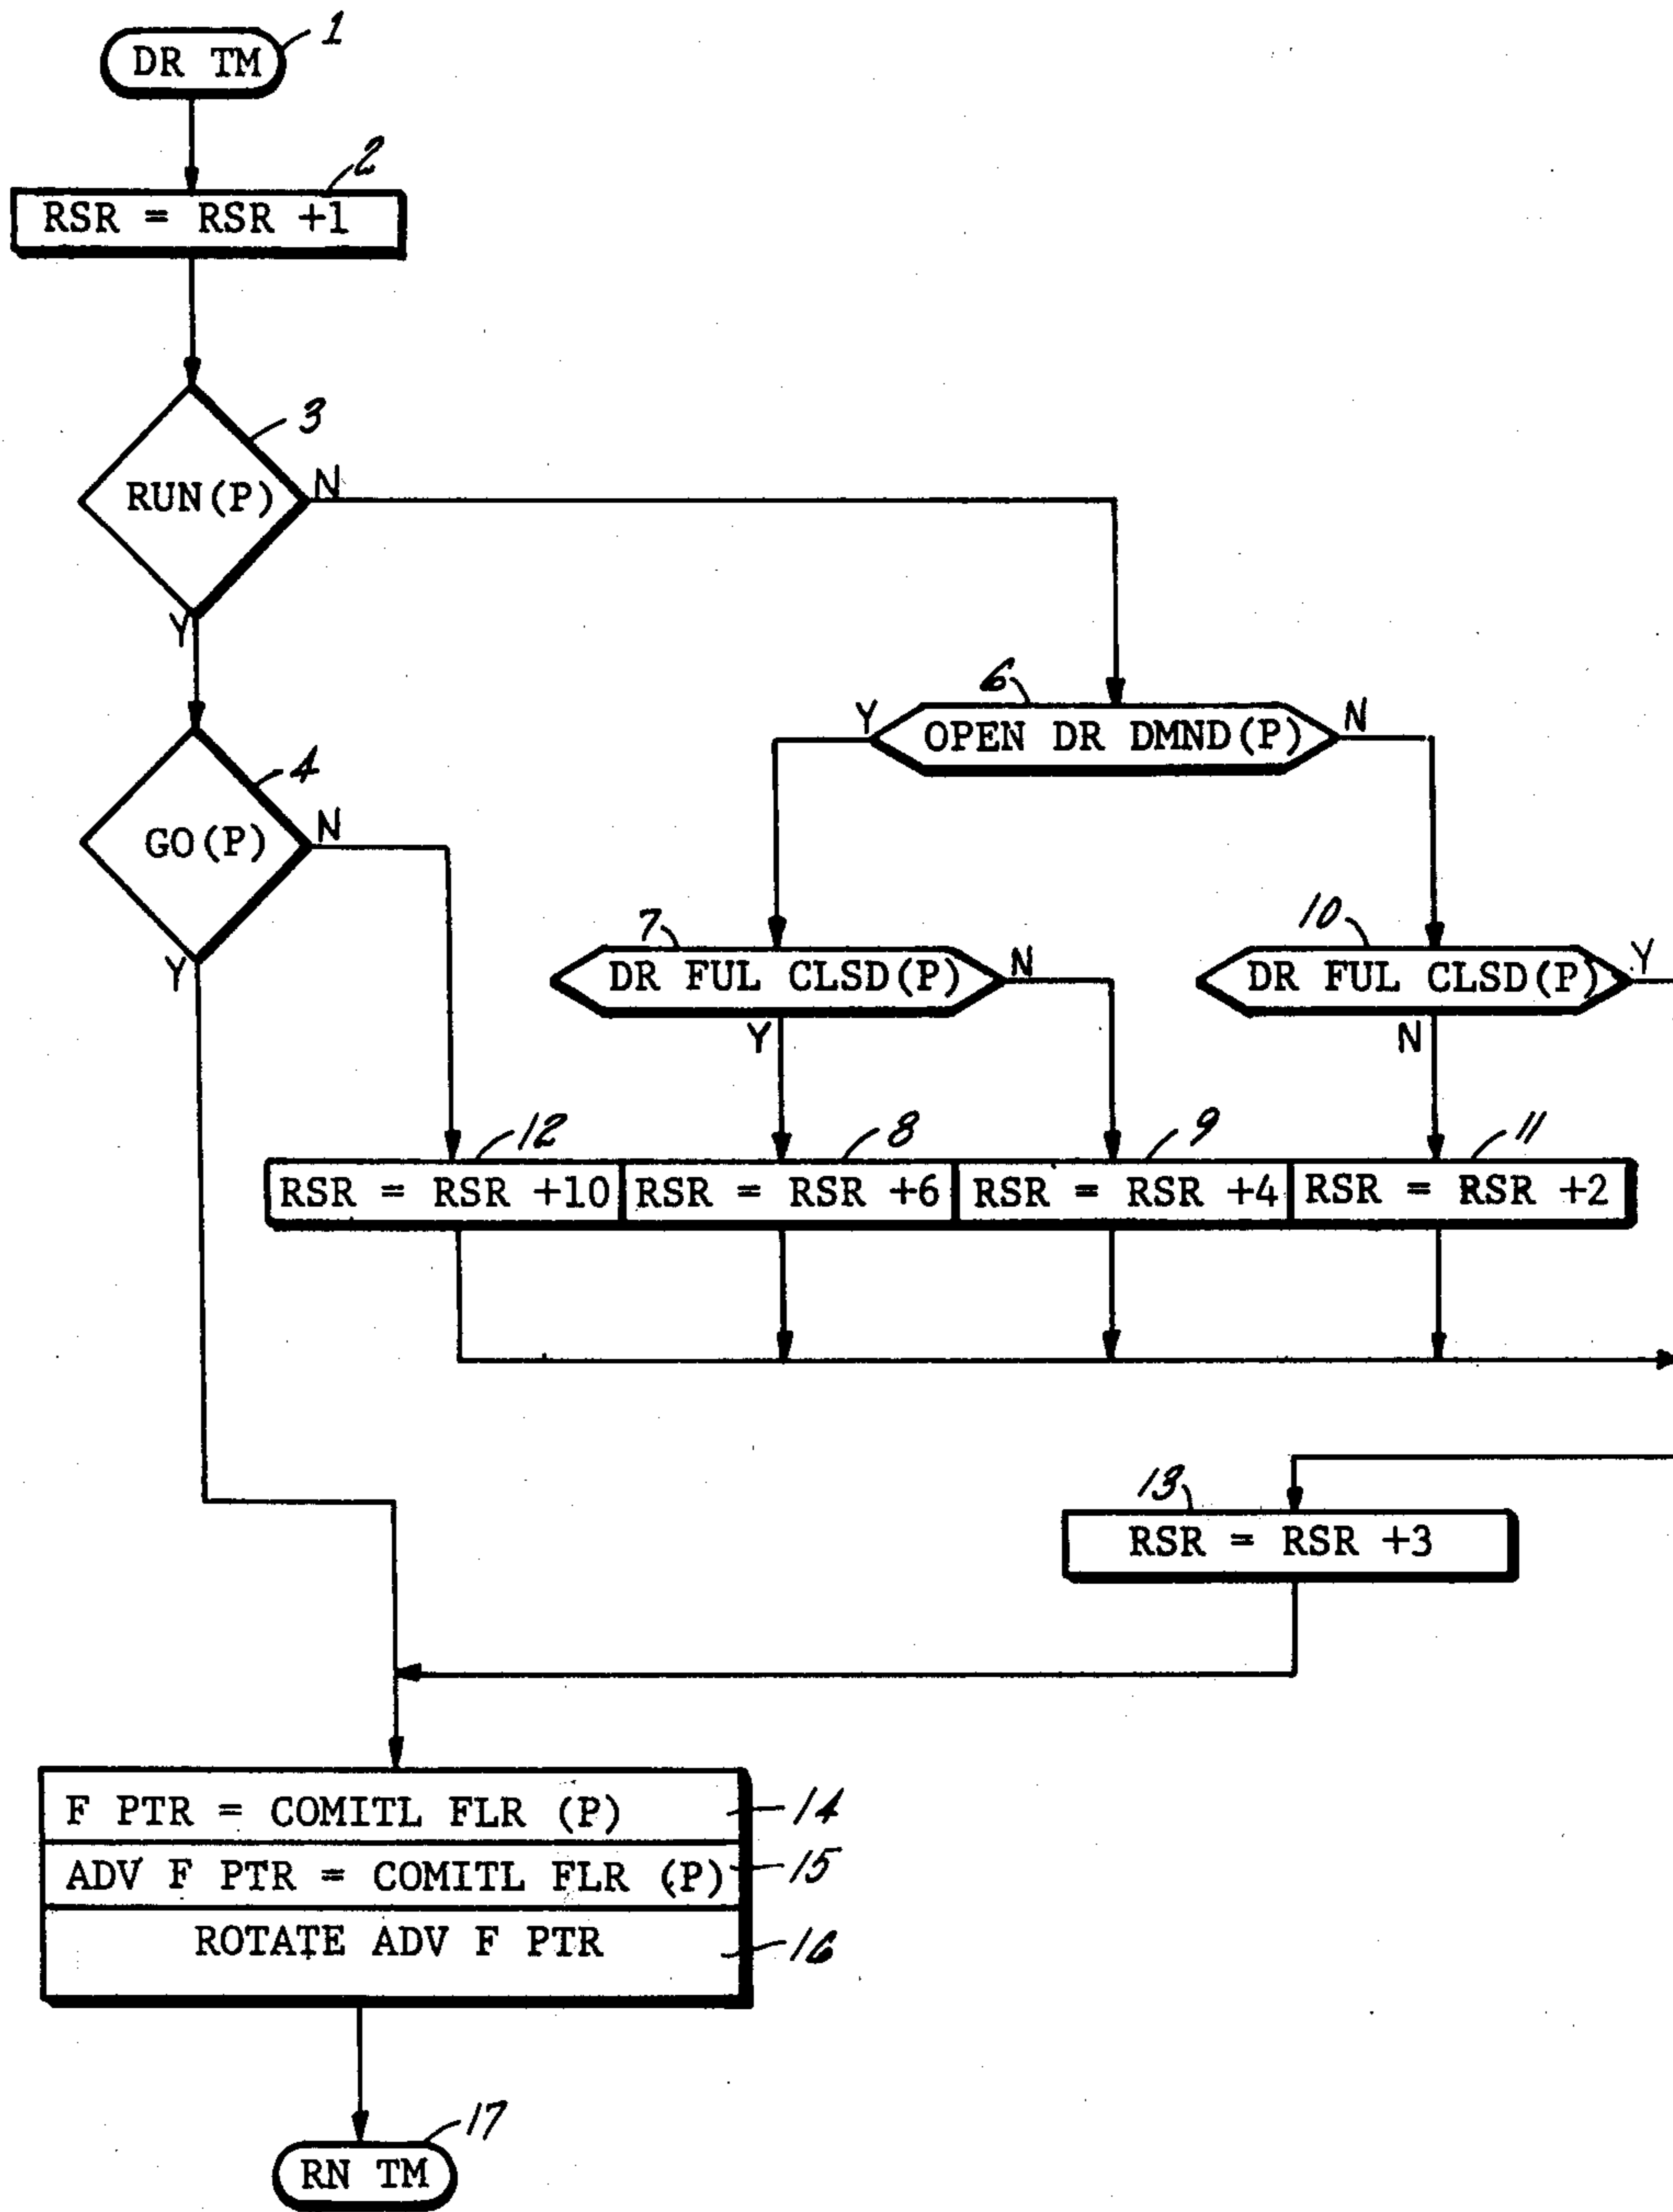 DR TM
1
RSR = RSR +1
2
RUN(P)
3
N
Y
GO(P)
4
N
Y
OPEN DR DMND(P)
6
Y
N
DR FUL CLSD(P)
7
N
Y
DR FUL CLSD(P)
10
Y
N
12
8
9
11
RSR = RSR +10
RSR = RSR +6
RSR = RSR +4
RSR = RSR +2
13
RSR = RSR +3
F PTR = COMITL FLR (P)
14
ADV F PTR = COMITL FLR (P)
15
ROTATE ADV F PTR
16
17
RN TM